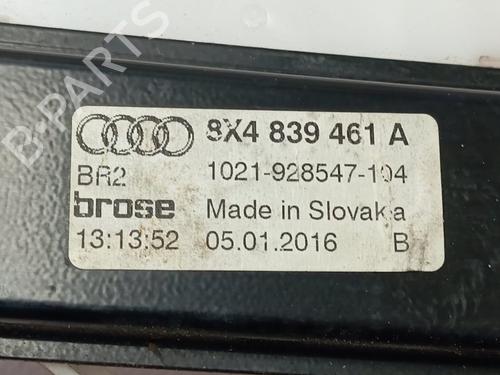 B-PARTS
8X4 839 461 A
BR2 1021-928547-104
brose Made in Slovakia
13:13:52 05.01.2016 B